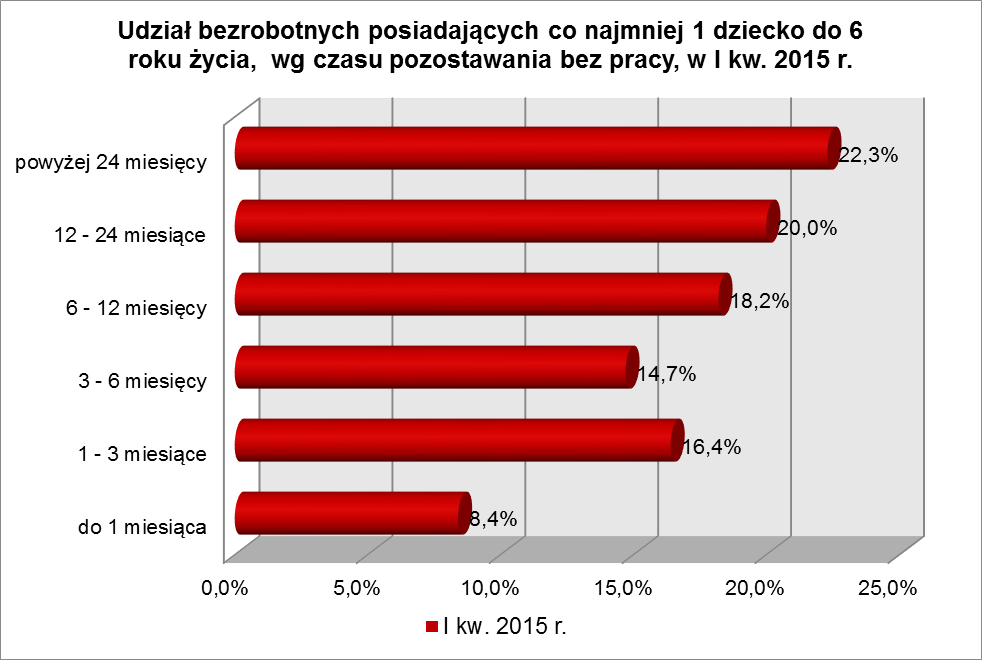 Udział bezrobotnych posiadających co najmniej 1 dziecko do 6
roku życia,  wg czasu pozostawania bez pracy, w I kw. 2015 r.
powyżej 24 miesięcy
22,3%
12 - 24 miesiące
20,0%
6 - 12 miesięcy
18,2%
3 - 6 miesięcy
14,7%
1 - 3 miesiące
16,4%
do 1 miesiąca
8,4%
0,0% 5,0% 10,0% 15,0% 20,0% 25,0%
I kw. 2015 r.